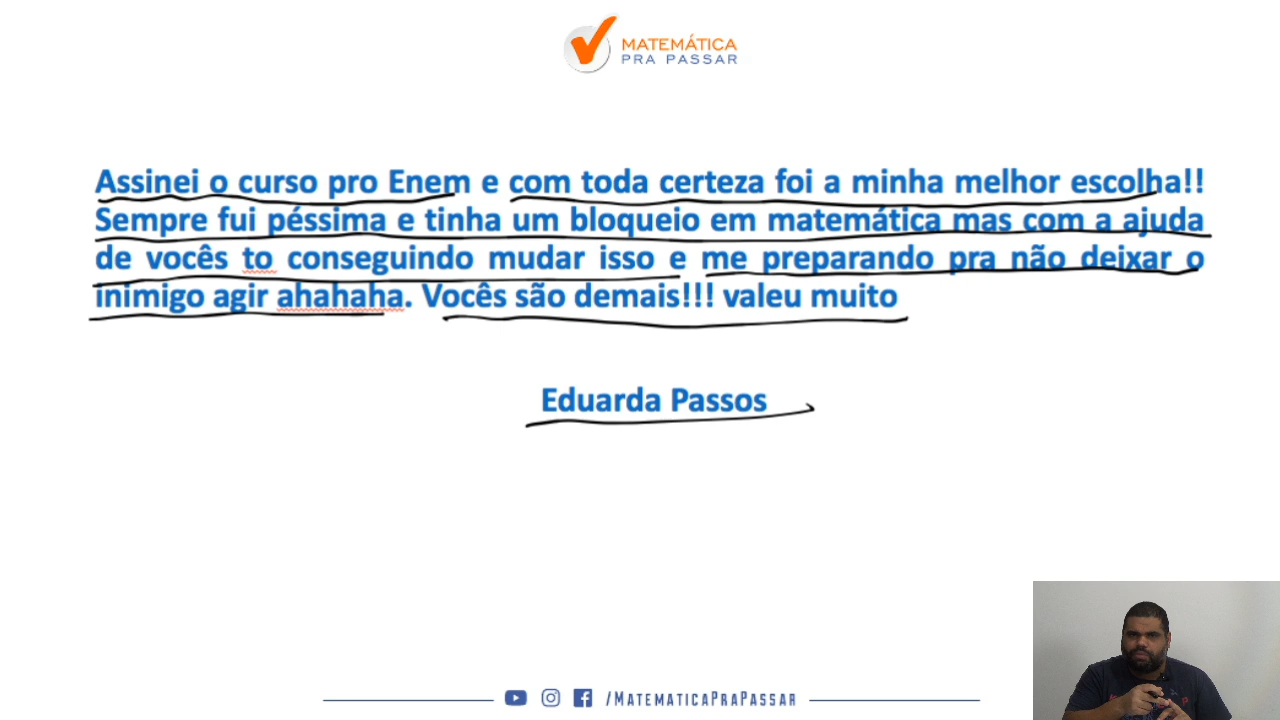 MATEMÁTICA
PRA PASSAR
Assinei o curso pro Enem e com toda certeza foi a minha melhor escolha!!
Sempre fui péssima e tinha um bloqueio em matemática mas com a ajuda
de vocês to conseguindo mudar isso e me preparando pra não deixar o
inimigo agir ahahaha. Vocês são demais!!! valeu muito
Eduarda Passos
/MATEMATICAPRAPASSAR